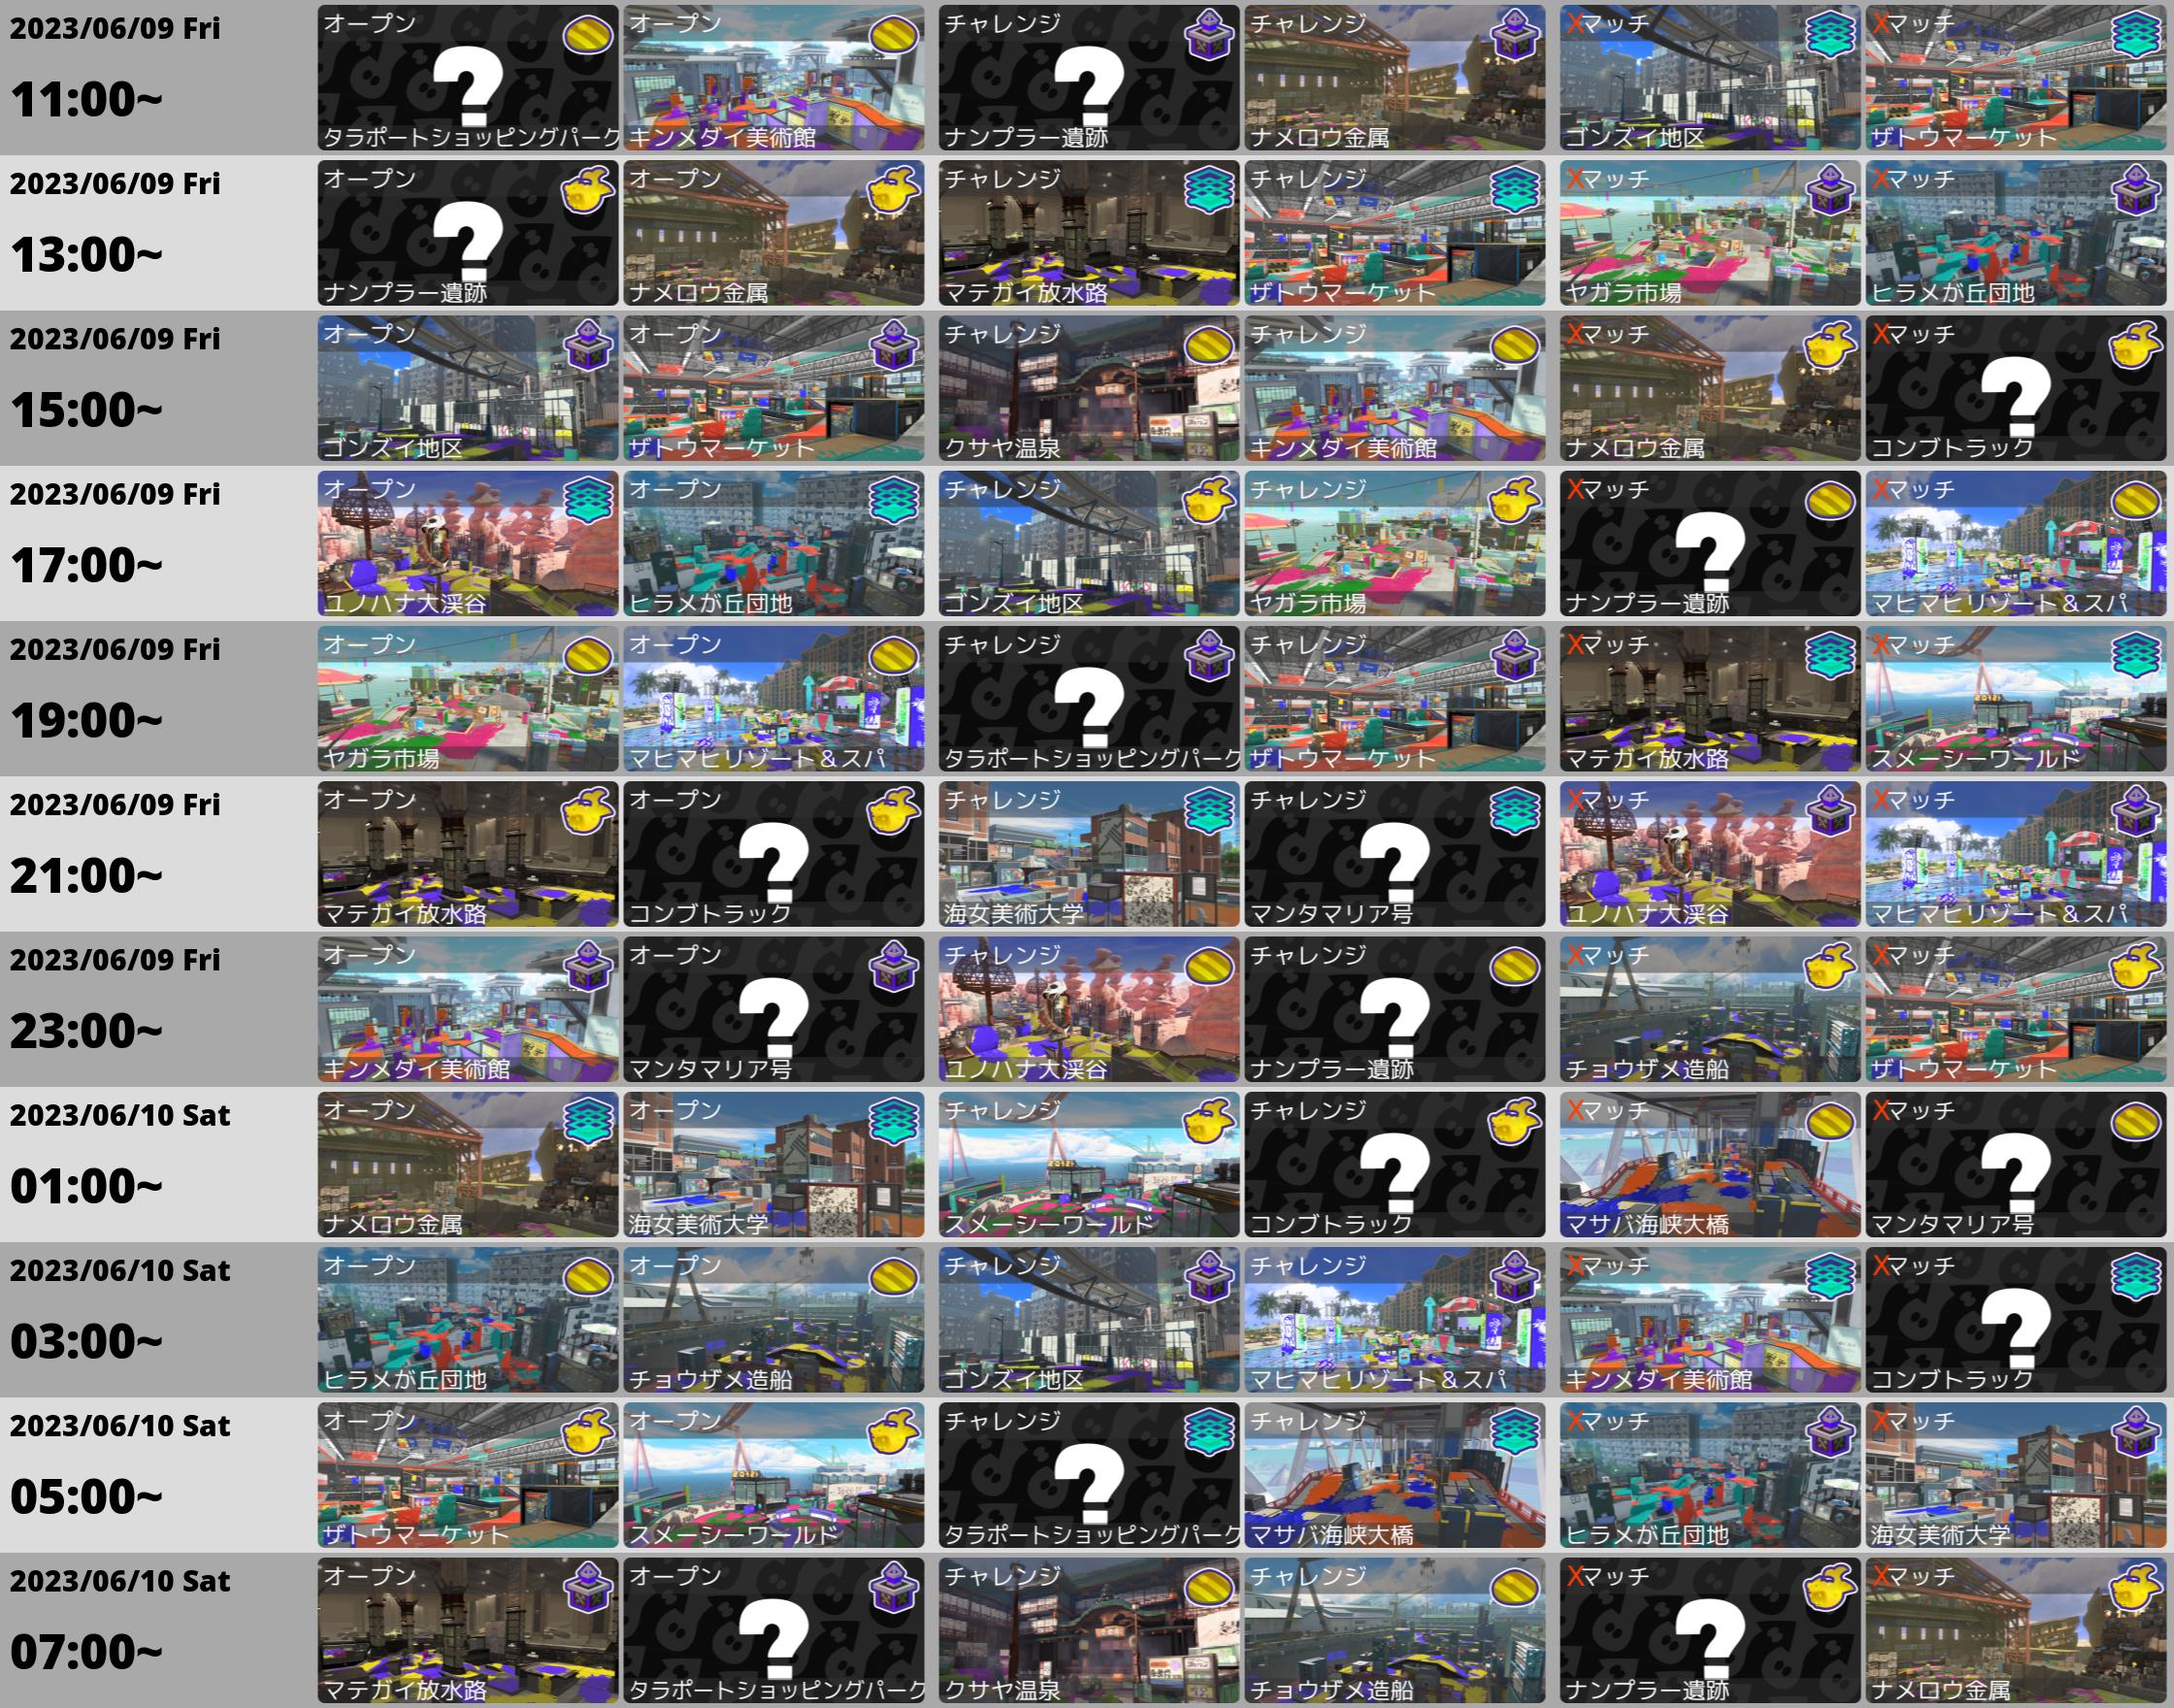 2023/06/09 Fri
11:00~
オープン
タラポートショッピングパーク
オープン
キンメダイ美術館
チャレンジ
ナンプラー遺跡
チャレンジ
ナメロウ金属
Xマッチ
ゴンズイ地区
Xマッチ
ザトウマーケット
2023/06/09 Fri
13:00~
オープン
ナンプラー遺跡
オープン
ナメロウ金属
チャレンジ
マテガイ放水路
チャレンジ
ザトウマーケット
Xマッチ
ヤガラ市場
Xマッチ
ヒラメが丘団地
2023/06/09 Fri
15:00~
オープン
ゴンズイ地区
オープン
ザトウマーケット
チャレンジ
クサヤ温泉
チャレンジ
キンメダイ美術館
Xマッチ
ナメロウ金属
Xマッチ
コンブトラック
2023/06/09 Fri
17:00~
オープン
ユノハナ大渓谷
オープン
ヒラメが丘団地
チャレンジ
ゴンズイ地区
チャレンジ
ヤガラ市場
Xマッチ
ナンプラー遺跡
Xマッチ
マヒマヒリゾート＆スパ
2023/06/09 Fri
19:00~
オープン
ヤガラ市場
オープン
マヒマヒリゾート＆スパ
チャレンジ
タラポートショッピングパーク
チャレンジ
ザトウマーケット
Xマッチ
マテガイ放水路
Xマッチ
スメーシーワールド
2023/06/09 Fri
21:00~
オープン
マテガイ放水路
オープン
コンブトラック
チャレンジ
海女美術大学
チャレンジ
マンタマリア号
Xマッチ
ユノハナ大渓谷
Xマッチ
マヒマヒリゾート＆スパ
2023/06/09 Fri
23:00~
オープン
キンメダイ美術館
オープン
マンタマリア号
チャレンジ
ユノハナ大渓谷
チャレンジ
ナンプラー遺跡
Xマッチ
チョウザメ造船
Xマッチ
ザトウマーケット
2023/06/10 Sat
01:00~
オープン
ナメロウ金属
オープン
海女美術大学
チャレンジ
スメーシーワールド
チャレンジ
コンブトラック
Xマッチ
マサバ海峡大橋
Xマッチ
マンタマリア号
2023/06/10 Sat
03:00~
オープン
ヒラメが丘団地
オープン
チョウザメ造船
チャレンジ
ゴンズイ地区
チャレンジ
マヒマヒリゾート＆スパ
Xマッチ
キンメダイ美術館
Xマッチ
コンブトラック
2023/06/10 Sat
05:00~
オープン
ザトウマーケット
オープン
スメーシーワールド
チャレンジ
タラポートショッピングパーク
チャレンジ
マサバ海峡大橋
Xマッチ
ヒラメが丘団地
Xマッチ
海女美術大学
2023/06/10 Sat
07:00~
オープン
マテガイ放水路
オープン
タラポートショッピングパーク
チャレンジ
クサヤ温泉
チャレンジ
チョウザメ造船
Xマッチ
ナンプラー遺跡
Xマッチ
ナメロウ金属